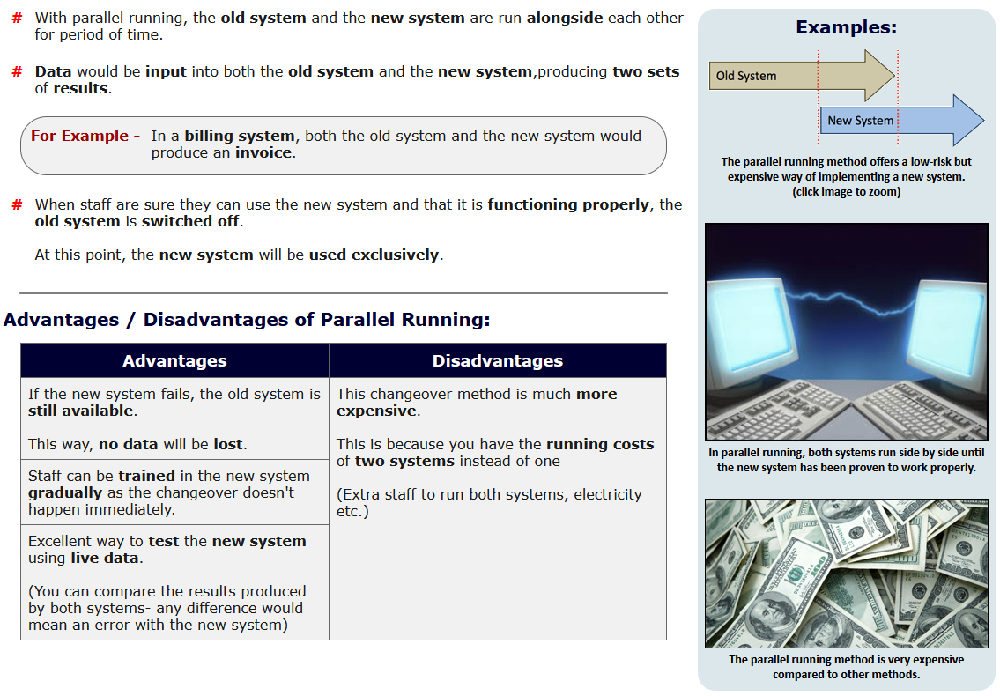 # With parallel running, the old system and the new system are run alongside each other
for period of time.
# Data would be input into both the old system and the new system,producing two sets
of results.
For Example - In a billing system, both the old system and the new system would
produce an invoice.
# When staff are sure they can use the new system and that it is functioning properly, the
old system is switched off.
At this point, the new system will be used exclusively.
Advantages / Disadvantages of Parallel Running:
Advantages
If the new system fails, the old system is
still available.
This way, no data will be lost.
Staff can be trained in the new system
gradually as the changeover doesn't
happen immediately.
Excellent way to test the new system
using live data.
(You can compare the results produced
by both systems- any difference would
mean an error with the new system)
Disadvantages
This changeover method is much more
expensive.
This is because you have the running costs
of two systems instead of one
(Extra staff to run both systems, electricity
etc.)
Examples:
Old System
New System
The parallel running method offers a low-risk but
expensive way of implementing a new system.
(click image to zoom)
In parallel running, both systems run side by side until
the new system has been proven to work properly.
The parallel running method is very expensive
compared to other methods.